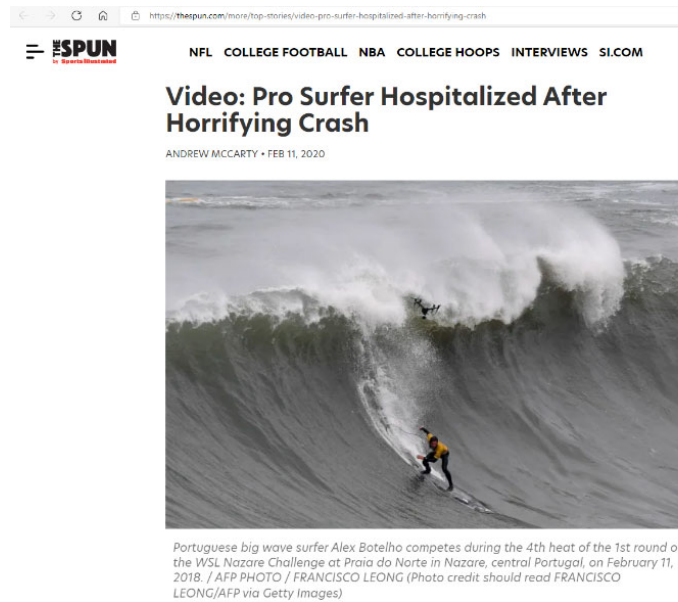 https://thespun.com/more/top-stories/video-pro-surfer-hospitalized-after-horrifying-crash
THE SPUN
by Sports Illustrated
NFL COLLEGE FOOTBALL NBA COLLEGE HOOPS INTERVIEWS SI.COM
Video: Pro Surfer Hospitalized After
Horrifying Crash
ANDREW MCCARTY • FEB 11, 2020
Portuguese big wave surfer Alex Botelho competes during the 4th heat of the 1st round o
the WSL Nazare Challenge at Praia do Norte in Nazare, central Portugal, on February 11,
2018. / AFP PHOTO / FRANCISCO LEONG (Photo credit should read FRANCISCO
LEONG/AFP via Getty Images)